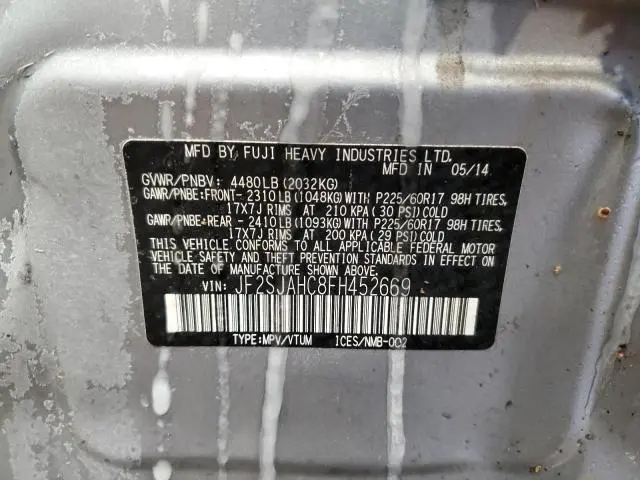 MFD BY FUJI HEAVY INDUSTRIES LTD.
MFD IN 05/14
GVWR/PNBV: 4480LB (2032KG)
GAWR/PNBE:FRONT- 2310LB (1048KG) WITH P225/60R17 98H TIRES,
17X7J RIMS AT 210 KPA ( 30 PSI) COLD
GAWR/PNBE:REAR - 2410LB (1093KG) WITH P225/60R17 98H TIRES,
17X7J RIMS AT 200 KPA ( 29 PSI) COLD
THIS VEHICLE CONFORMS TO ALL APPLICABLE FEDERAL MOTOR
VEHICLE SAFETY AND THEFT PREVENTION STANDARDS IN EFFECT ON
THE DATE OF MANUFACTURE SHOWN ABOVE.
VIN: JF2SJAHC8FH452669
TYPE:MPV/VTUM ICES/NMB-002